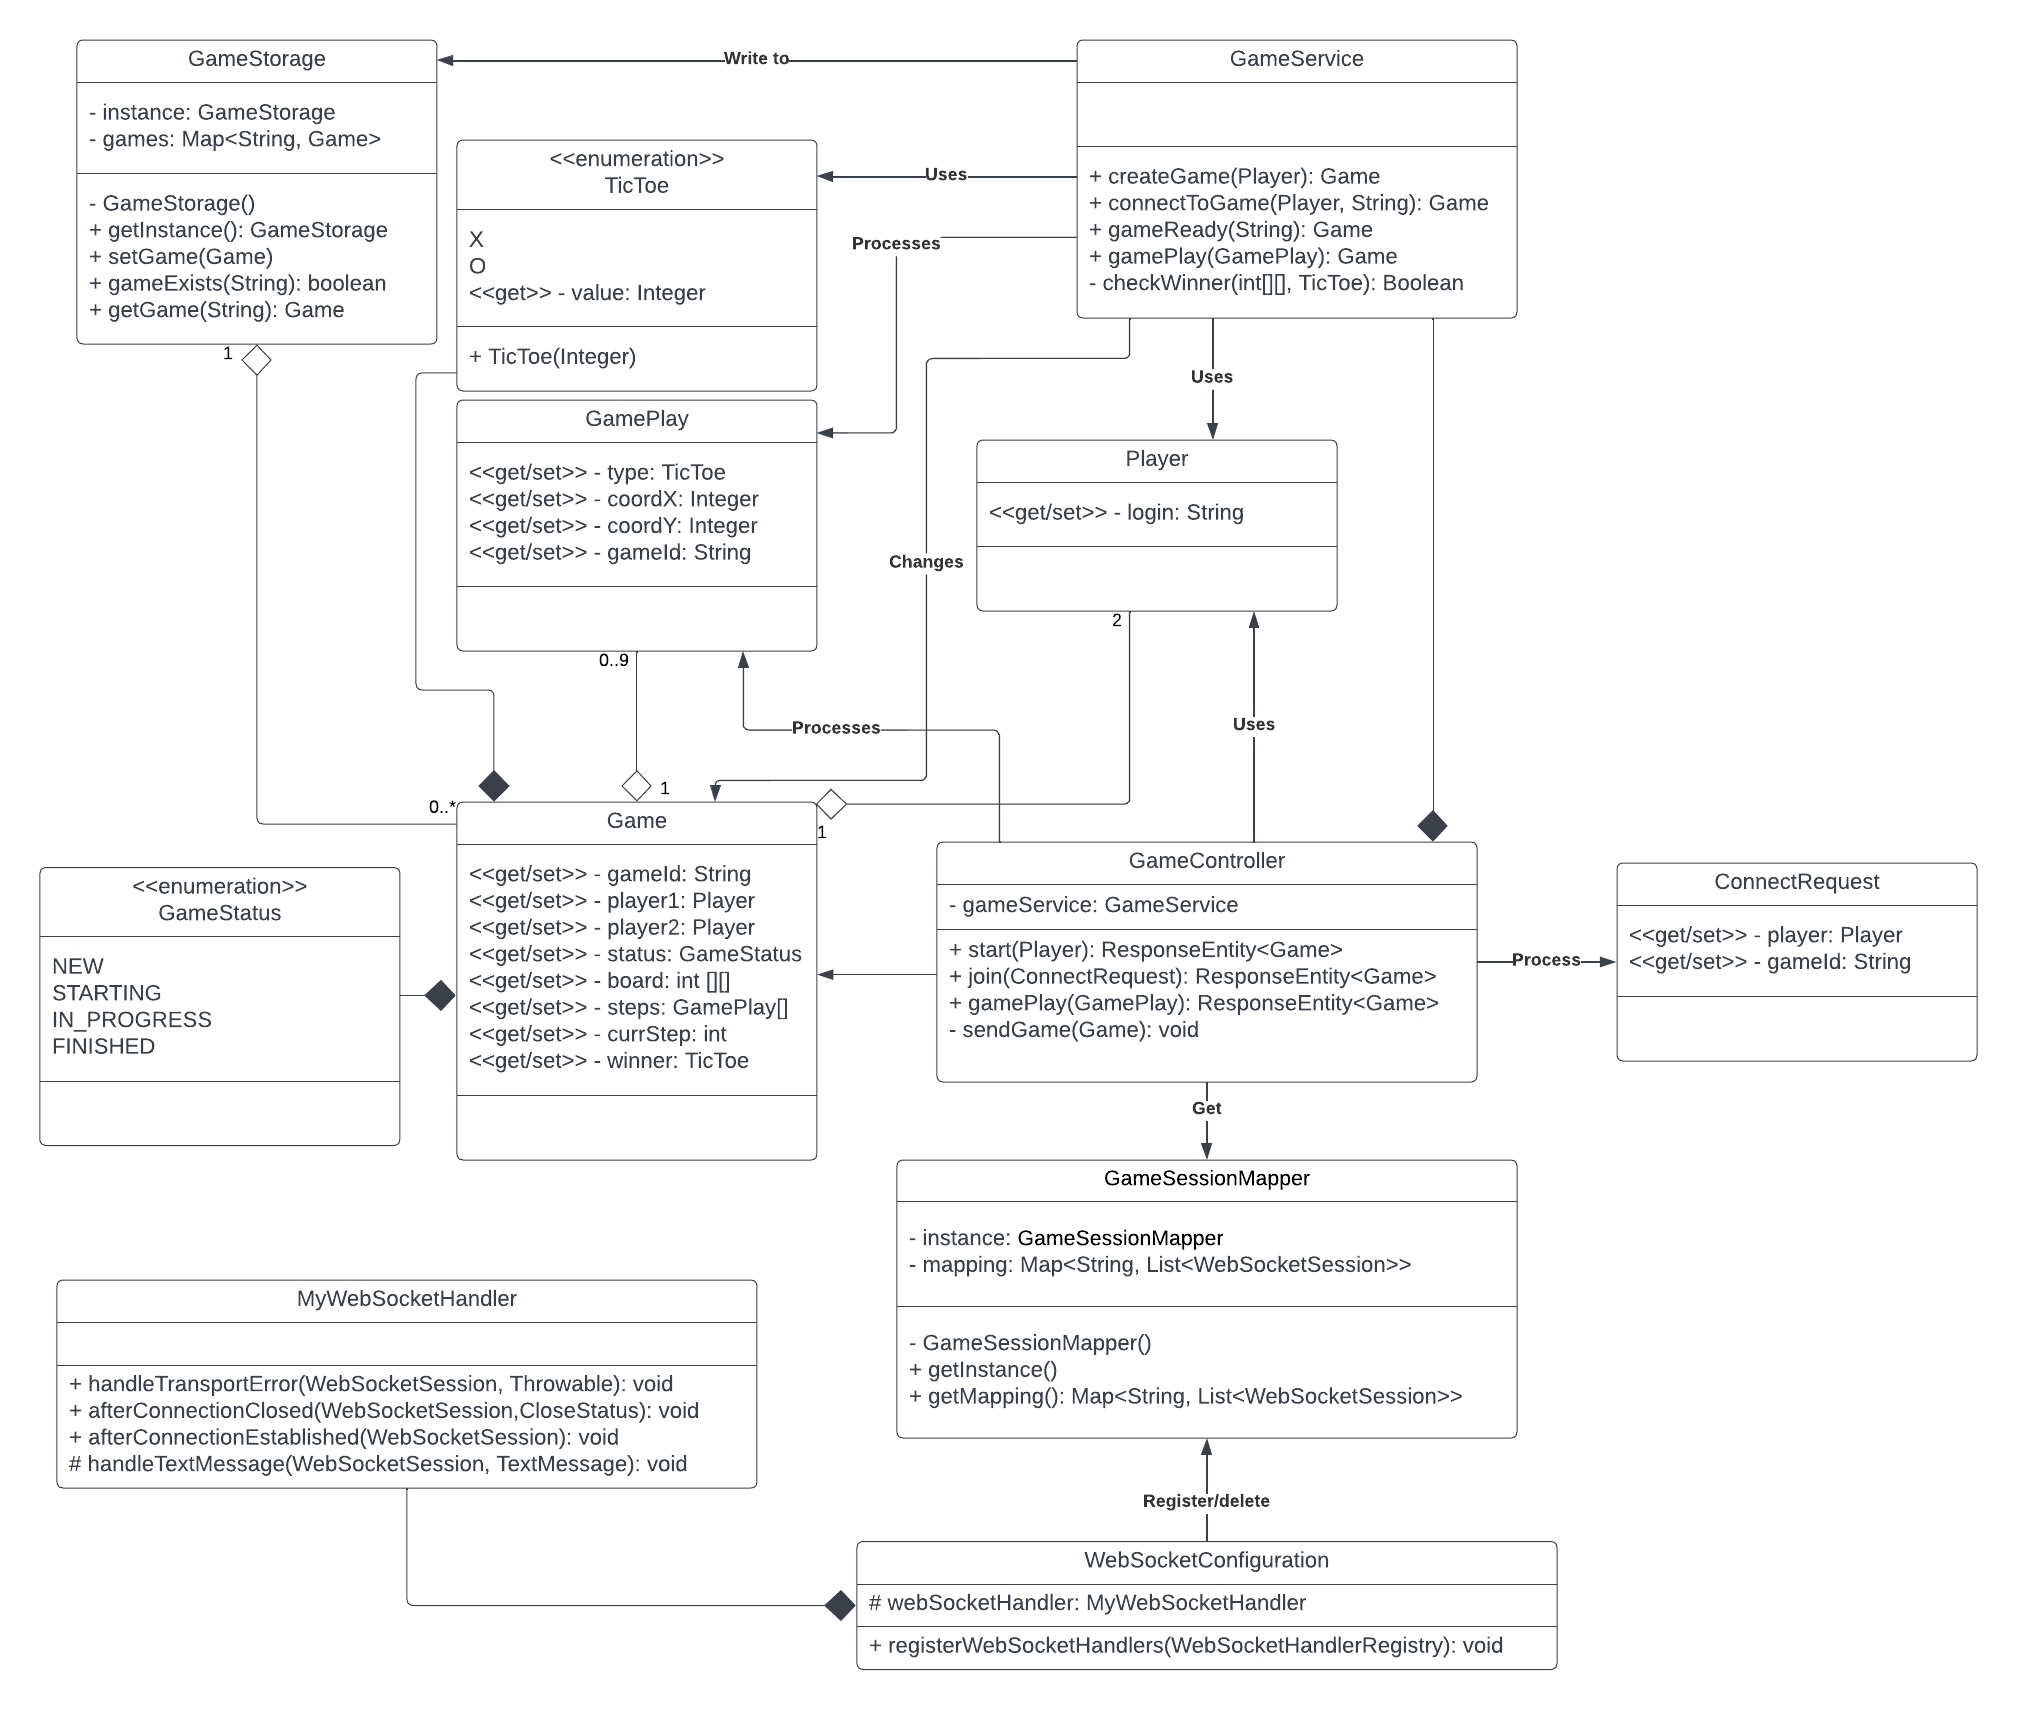 GameStorage
- instance: GameStorage
- games: Map<String, Game>
- GameStorage()
+ getInstance(): GameStorage
+ setGame(Game)
+ gameExists(String): boolean
+ getGame(String): Game
1
Write to
GameService
+ createGame(Player): Game
+ connectToGame(Player, String): Game
+ gameReady(String): Game
+ gamePlay(GamePlay): Game
- checkWinner(int[][], TicToe): Boolean
<<enumeration>>
TicToe
X
O
<<get>> - value: Integer
+ TicToe(Integer)
Uses
Processes
Uses
GamePlay
<<get/set>> - type: TicToe
<<get/set>> - coordX: Integer
<<get/set>> - coordY: Integer
<<get/set>> - gameId: String
0..9
Player
<<get/set>> - login: String
2
Changes
Processes
Uses
1
0..*
1
Game
<<get/set>> - gameId: String
<<get/set>> - player1: Player
<<get/set>> - player2: Player
<<get/set>> - status: GameStatus
<<get/set>> - board: int [][]
<<get/set>> - steps: GamePlay[]
<<get/set>> - currStep: int
<<get/set>> - winner: TicToe
<<enumeration>>
GameStatus
NEW
STARTING
IN_PROGRESS
FINISHED
GameController
- gameService: GameService
+ start(Player): ResponseEntity<Game>
+ join(ConnectRequest): ResponseEntity<Game>
+ gamePlay(GamePlay): ResponseEntity<Game>
- sendGame(Game): void
Process
ConnectRequest
<<get/set>> - player: Player
<<get/set>> - gameId: String
Get
GameSessionMapper
- instance: GameSessionMapper
- mapping: Map<String, List<WebSocketSession>>
- GameSessionMapper()
+ getInstance()
+ getMapping(): Map<String, List<WebSocketSession>>
MyWebSocketHandler
+ handleTransportError(WebSocketSession, Throwable): void
+ afterConnectionClosed(WebSocketSession,CloseStatus): void
+ afterConnectionEstablished(WebSocketSession): void
# handleTextMessage(WebSocketSession, TextMessage): void
Register/delete
WebSocketConfiguration
# webSocketHandler: MyWebSocketHandler
+ registerWebSocketHandlers(WebSocketHandlerRegistry): void